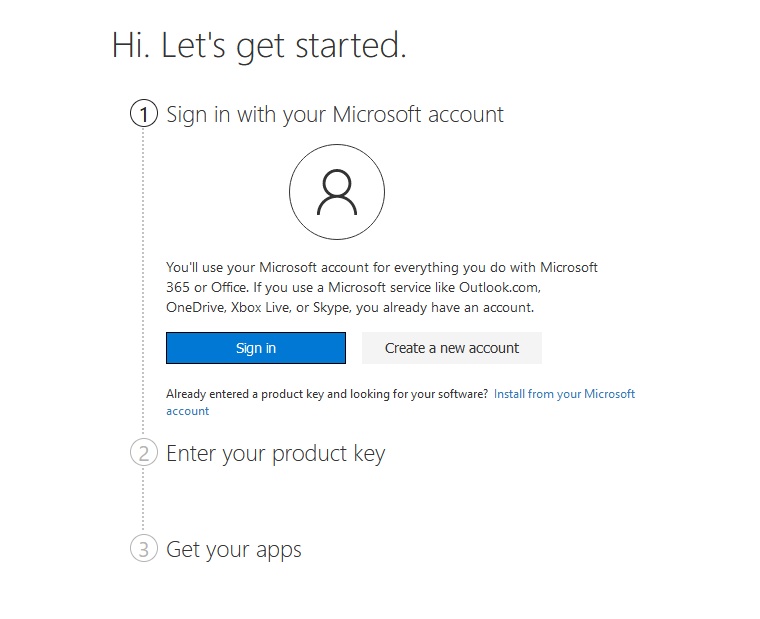 Hi. Let's get started.
1 Sign in with your Microsoft account
You'll use your Microsoft account for everything you do with Microsoft
365 or Office. If you use a Microsoft service like Outlook.com,
OneDrive, Xbox Live, or Skype, you already have an account.
Sign in Create a new account
Already entered a product key and looking for your software? Install from your Microsoft
account
2 Enter your product key
3 Get your apps